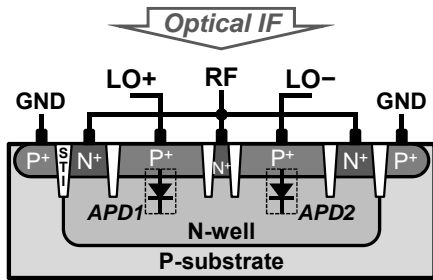 Optical IF
LO+ RF LO−
GND GND
P+ STI N+ P+ N+ P+ N+ P+
APD1 APD2
N-well
P-substrate